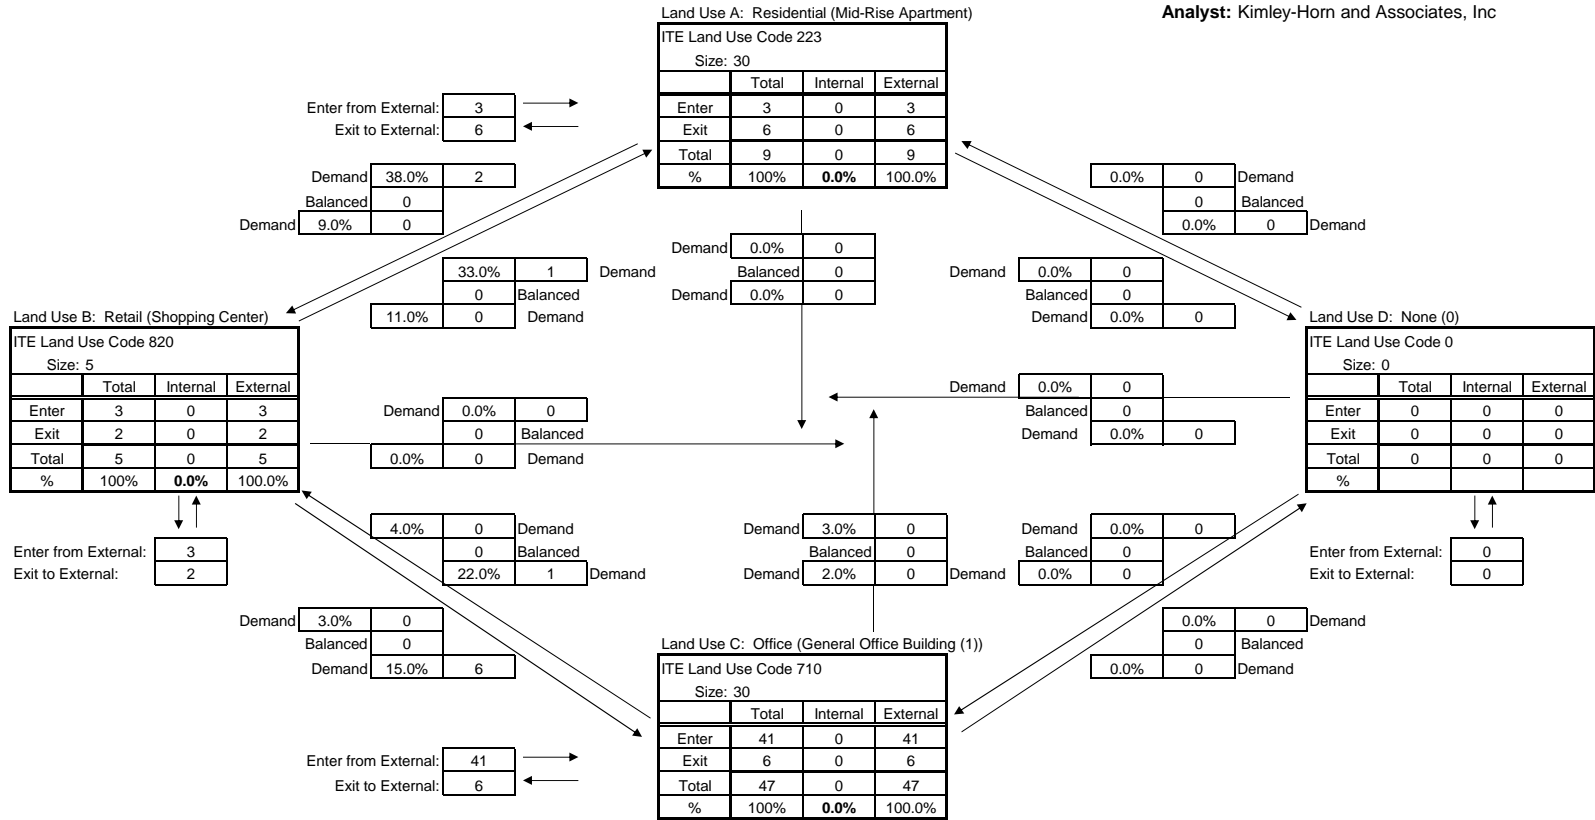 Land Use A: Residential (Mid-Rise Apartment)
Analyst: Kimley-Horn and Associates, Inc
ITE Land Use Code 223
Size: 30
Total Internal External
Enter 3 0 3
Exit 6 0 6
Total 9 0 9
% 100% 0.0% 100.0%
Enter from External: 3
Exit to External: 6
Demand 38.0% 2
Balanced 0
Demand 9.0% 0
0.0% 0 Demand
0 Balanced
0.0% 0 Demand
Demand 0.0% 0
Balanced 0
Demand 0.0% 0
33.0% 1 Demand
0 Balanced
11.0% 0 Demand
Demand 0.0% 0
Balanced 0
Demand 0.0% 0
Land Use B: Retail (Shopping Center)
ITE Land Use Code 820
Size: 5
Total Internal External
Enter 3 0 3
Exit 2 0 2
Total 5 0 5
% 100% 0.0% 100.0%
Enter from External: 3
Exit to External: 2
Demand 0.0% 0
0 Balanced
0.0% 0 Demand
Demand 0.0% 0
Balanced 0
Demand 0.0% 0
Land Use D: None (0)
ITE Land Use Code 0
Size: 0
Total Internal External
Enter 0 0 0
Exit 0 0 0
Total 0 0 0
%
Enter from External: 0
Exit to External: 0
4.0% 0 Demand
0 Balanced
22.0% 1 Demand
Demand 3.0% 0
Balanced 0
Demand 2.0% 0
Demand 0.0% 0
Balanced 0
Demand 0.0% 0
Demand 3.0% 0
Balanced 0
Demand 15.0% 6
0.0% 0 Demand
0 Balanced
0.0% 0 Demand
Land Use C: Office (General Office Building (1))
ITE Land Use Code 710
Size: 30
Total Internal External
Enter 41 0 41
Exit 6 0 6
Total 47 0 47
% 100% 0.0% 100.0%
Enter from External: 41
Exit to External: 6